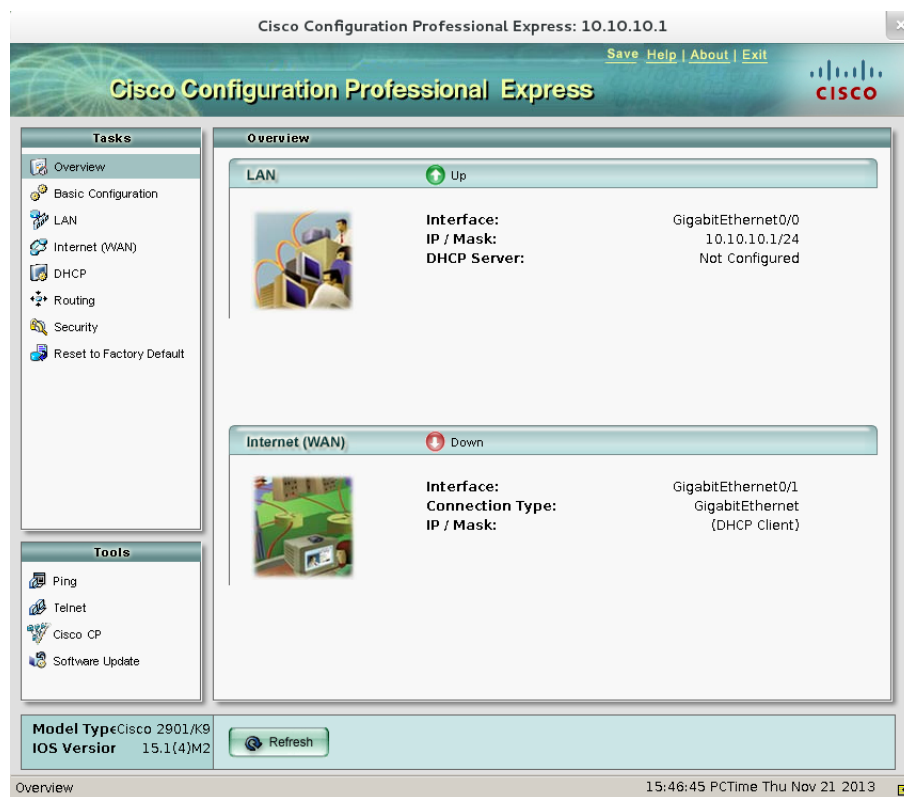 Cisco Configuration Professional Express: 10.10.10.1
Save Help | About | Exit
Cisco Configuration Professional Express
CISCO
Tasks
Overview
Basic Configuration
LAN
Internet (WAN)
DHCP
Routing
Security
Reset to Factory Default
Tools
Ping
Telnet
Cisco CP
Software Update
Overview
LAN Up
Interface: GigabitEthernet0/0
IP / Mask: 10.10.10.1/24
DHCP Server: Not Configured
Internet (WAN) Down
Interface: GigabitEthernet0/1
Connection Type: GigabitEthernet
IP / Mask: (DHCP Client)
Model Type Cisco 2901/K9
IOS Version 15.1(4)M2
Refresh
Overview 15:46:45 PCTime Thu Nov 21 2013